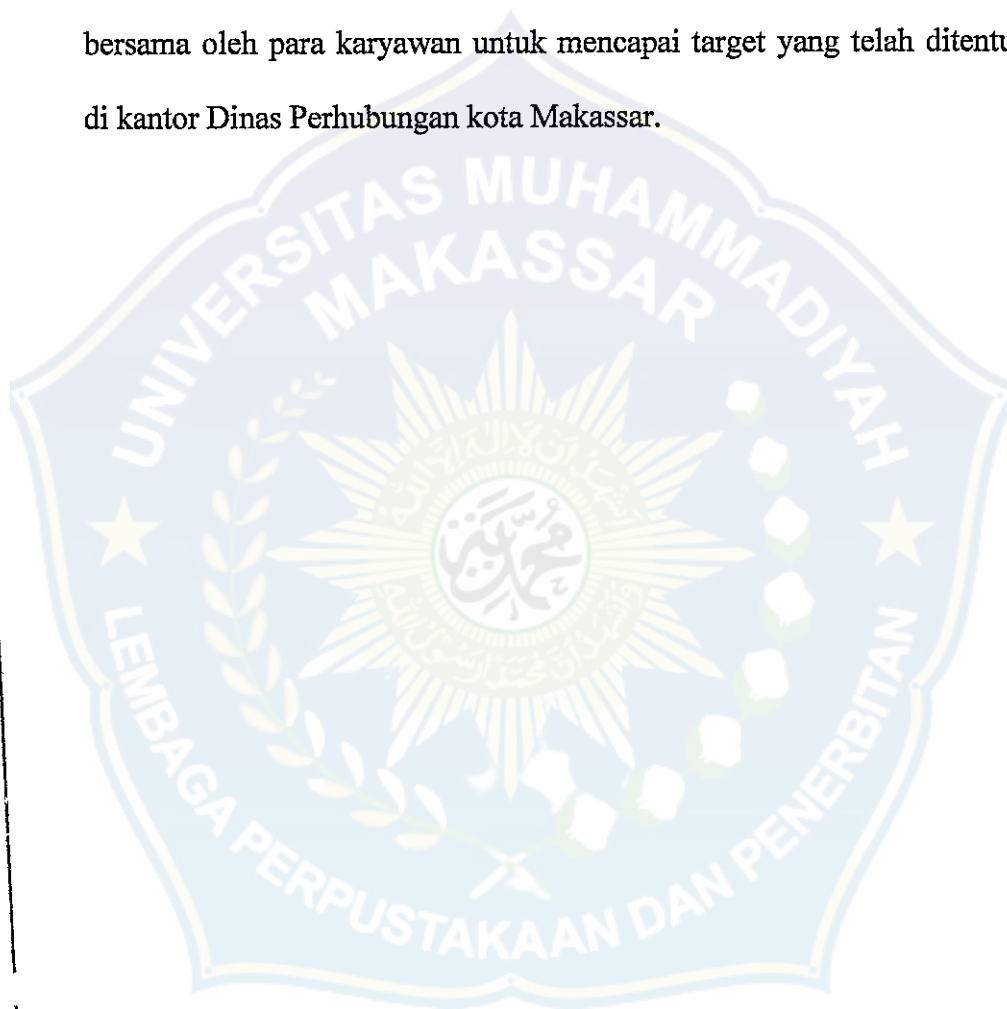 bersama oleh para karyawan untuk mencapai target yang telah ditentu
di kantor Dinas Perhubungan kota Makassar.
UNIVERSITAS MUHAMMADIYAH
MAKASSAR
LEMBAGA PERPUSTAKAAN DAN PENERBITAN